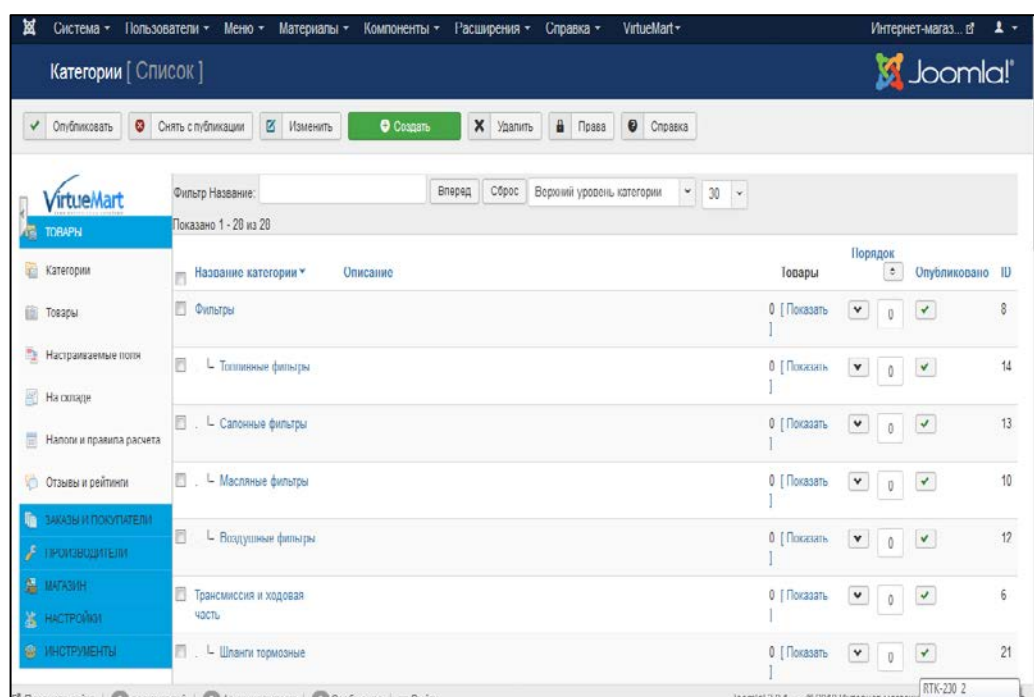 Система Пользователи Меню Материалы Компоненты Расширения Справка VirtueMart Интернет-магаз...
Категории [ Список ] Joomla!
Опубликовать Снять с публикации Изменить Создать Удалить Права Справка
VirtueMart
Фильтр Название: Вперед Сброс Верхний уровень категории 30
Показано 1 - 28 из 28
ТОВАРЫ
Категории
Товары
Настраиваемые поля
На складе
Налоги и правила расчета
Отзывы и рейтинги
ЗАКАЗЫ И ПОКУПАТЕЛИ
ПРОИЗВОДИТЕЛИ
МАГАЗИН
НАСТРОЙКИ
ИНСТРУМЕНТЫ
Название категории Описание Товары Порядок Опубликовано ID
Фильтры 0 [ Показать ] 0 8
. └ Топливные фильтры 0 [ Показать ] 0 14
. └ Салонные фильтры 0 [ Показать ] 0 13
. └ Масляные фильтры 0 [ Показать ] 0 10
└ Воздушные фильтры 0 [ Показать ] 0 12
Трансмиссия и ходовая
часть 0 [ Показать ] 0 6
. └ Шланги тормозные 0 [ Показать ] 0 21
RTK-230 2